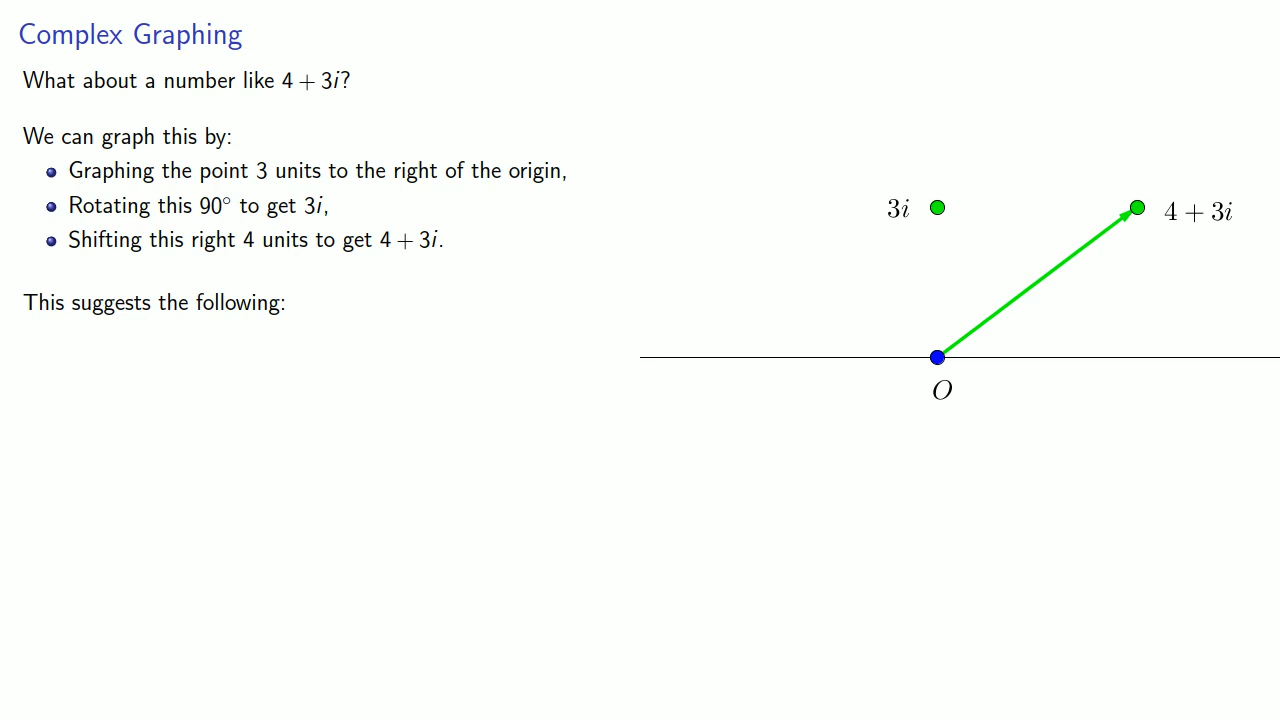 Complex Graphing
What about a number like 4 + 3i?
We can graph this by:
Graphing the point 3 units to the right of the origin,
Rotating this 90° to get 3i,
Shifting this right 4 units to get 4 + 3i.
This suggests the following:
3i
4 + 3i
O